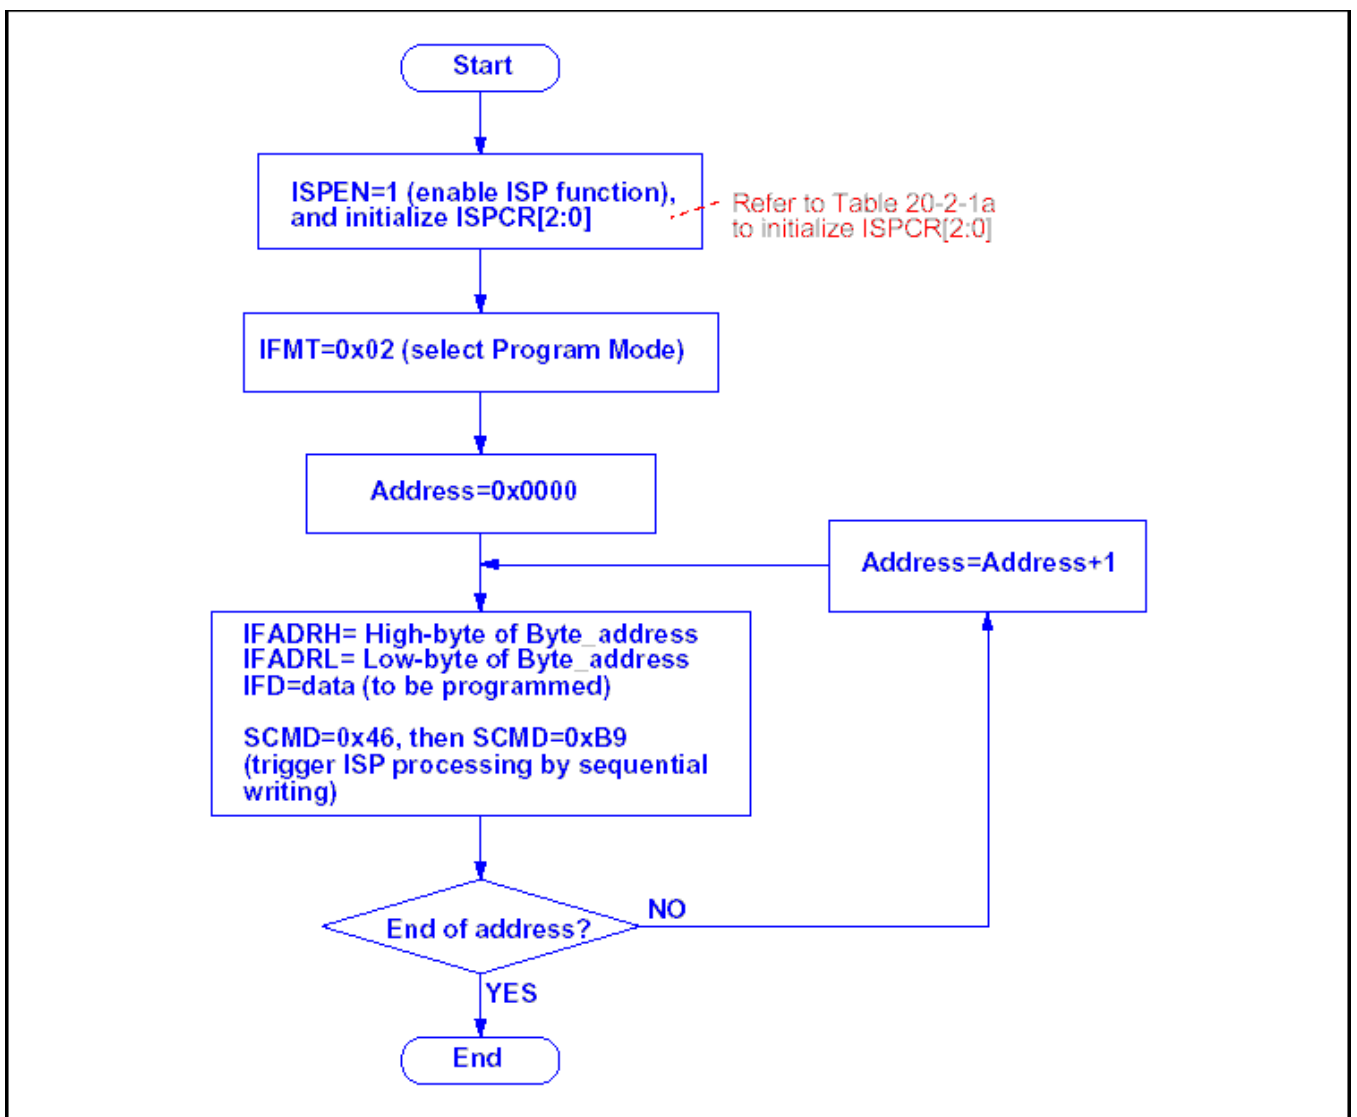 Start
ISPEN=1 (enable ISP function),
and initialize ISPCR[2:0]
Refer to Table 20-2-1a
to initialize ISPCR[2:0]
IFMT=0x02 (select Program Mode)
Address=0x0000
Address=Address+1
IFADRH= High-byte of Byte_address
IFADRL= Low-byte of Byte_address
IFD=data (to be programmed)
SCMD=0x46, then SCMD=0xB9
(trigger ISP processing by sequential
writing)
End of address?
NO
YES
End